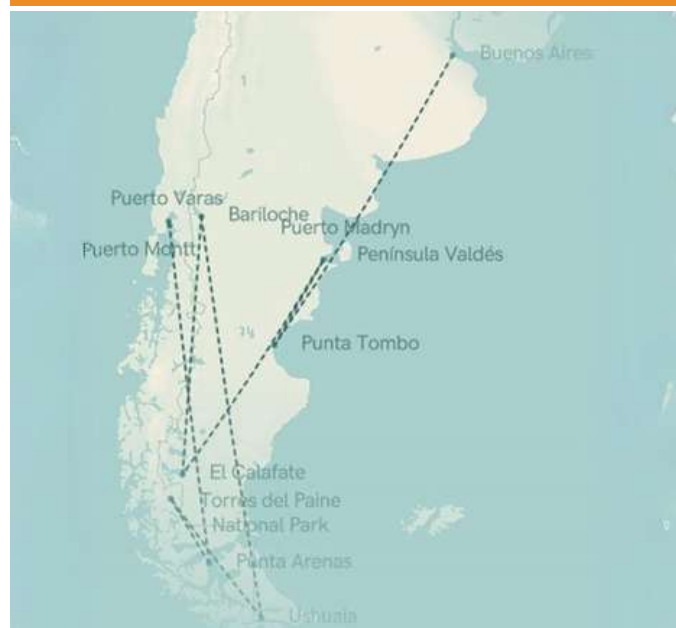 Buenos Aires
Puerto Varas
Bariloche
Puerto Madryn
Puerto Montt
Península Valdés
Punta Tombo
El Calafate
Torres del Paine
National Park
Punta Arenas
Ushuaia